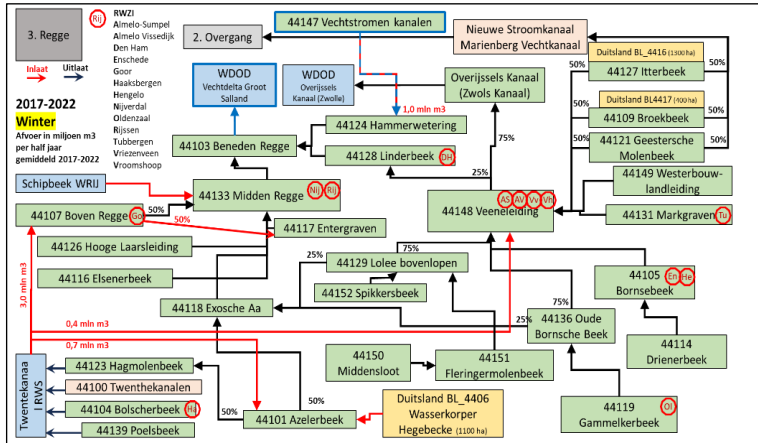 3. Regge
Rij
RWZI
Almelo-Sumpel
Almelo Vissedijk
Den Ham
Enschede
Goor
Haaksbergen
Hengelo
Nijverdal
Oldenzaal
Rijssen
Tubbergen
Vriezenveen
Vroomshoop
Inlaat
Uitlaat
2017-2022
Winter
Afvoer in miljoen m3
per half jaar
gemiddeld 2017-2022
2. Overgang
44147 Vechtstromen kanalen
Nieuwe Stroomkanaal
Marienberg Vechtkanaal
WDOD
Vechtdelta Groot
Salland
WDOD
Overijssels
Kanaal (Zwolle)
Overijssels Kanaal
(Zwols Kanaal)
50%
Duitsland BL_4416 (1300 ha)
44127 Itterbeek
50%
50%
Duitsland BL4417 (400 ha)
44109 Broekbeek
50%
50%
44121 Geestersche
Molenbeek
50%
1,0 mln m3
44124 Hammerwetering
44103 Beneden Regge
44128 Linderbeek
DH
75%
25%
44149 Westerbouw-
landleiding
44131 Markgraven
Tu
Schipbeek WRIJ
44133 Midden Regge
Nij
Rij
AS
AV
Vv
Vh
44148 Veeneleiding
44107 Boven Regge
Go
50%
50%
44117 Entergraven
44126 Hooge Laarsleiding
44116 Elsenerbeek
25%
75%
44129 Lolee bovenlopen
44152 Spikkersbeek
44105
Bornsebeek
En
He
3,0 mln m3
44118 Exosche Aa
75%
25%
44136 Oude
Bornsche Beek
0,4 mln m3
0,7 mln m3
44114
Drienerbeek
44150
Middensloot
44151
Fleringermolenbeek
Twentekanaa
l RWS
44123 Hagmolenbeek
44100 Twenthekanalen
44104 Bolscherbeek
Ha
44139 Poelsbeek
50%
50%
44101 Azelerbeek
Duitsland BL_4406
Wasserkorper
Hegebecke (1100 ha)
44119
Gammelkerbeek
Ol